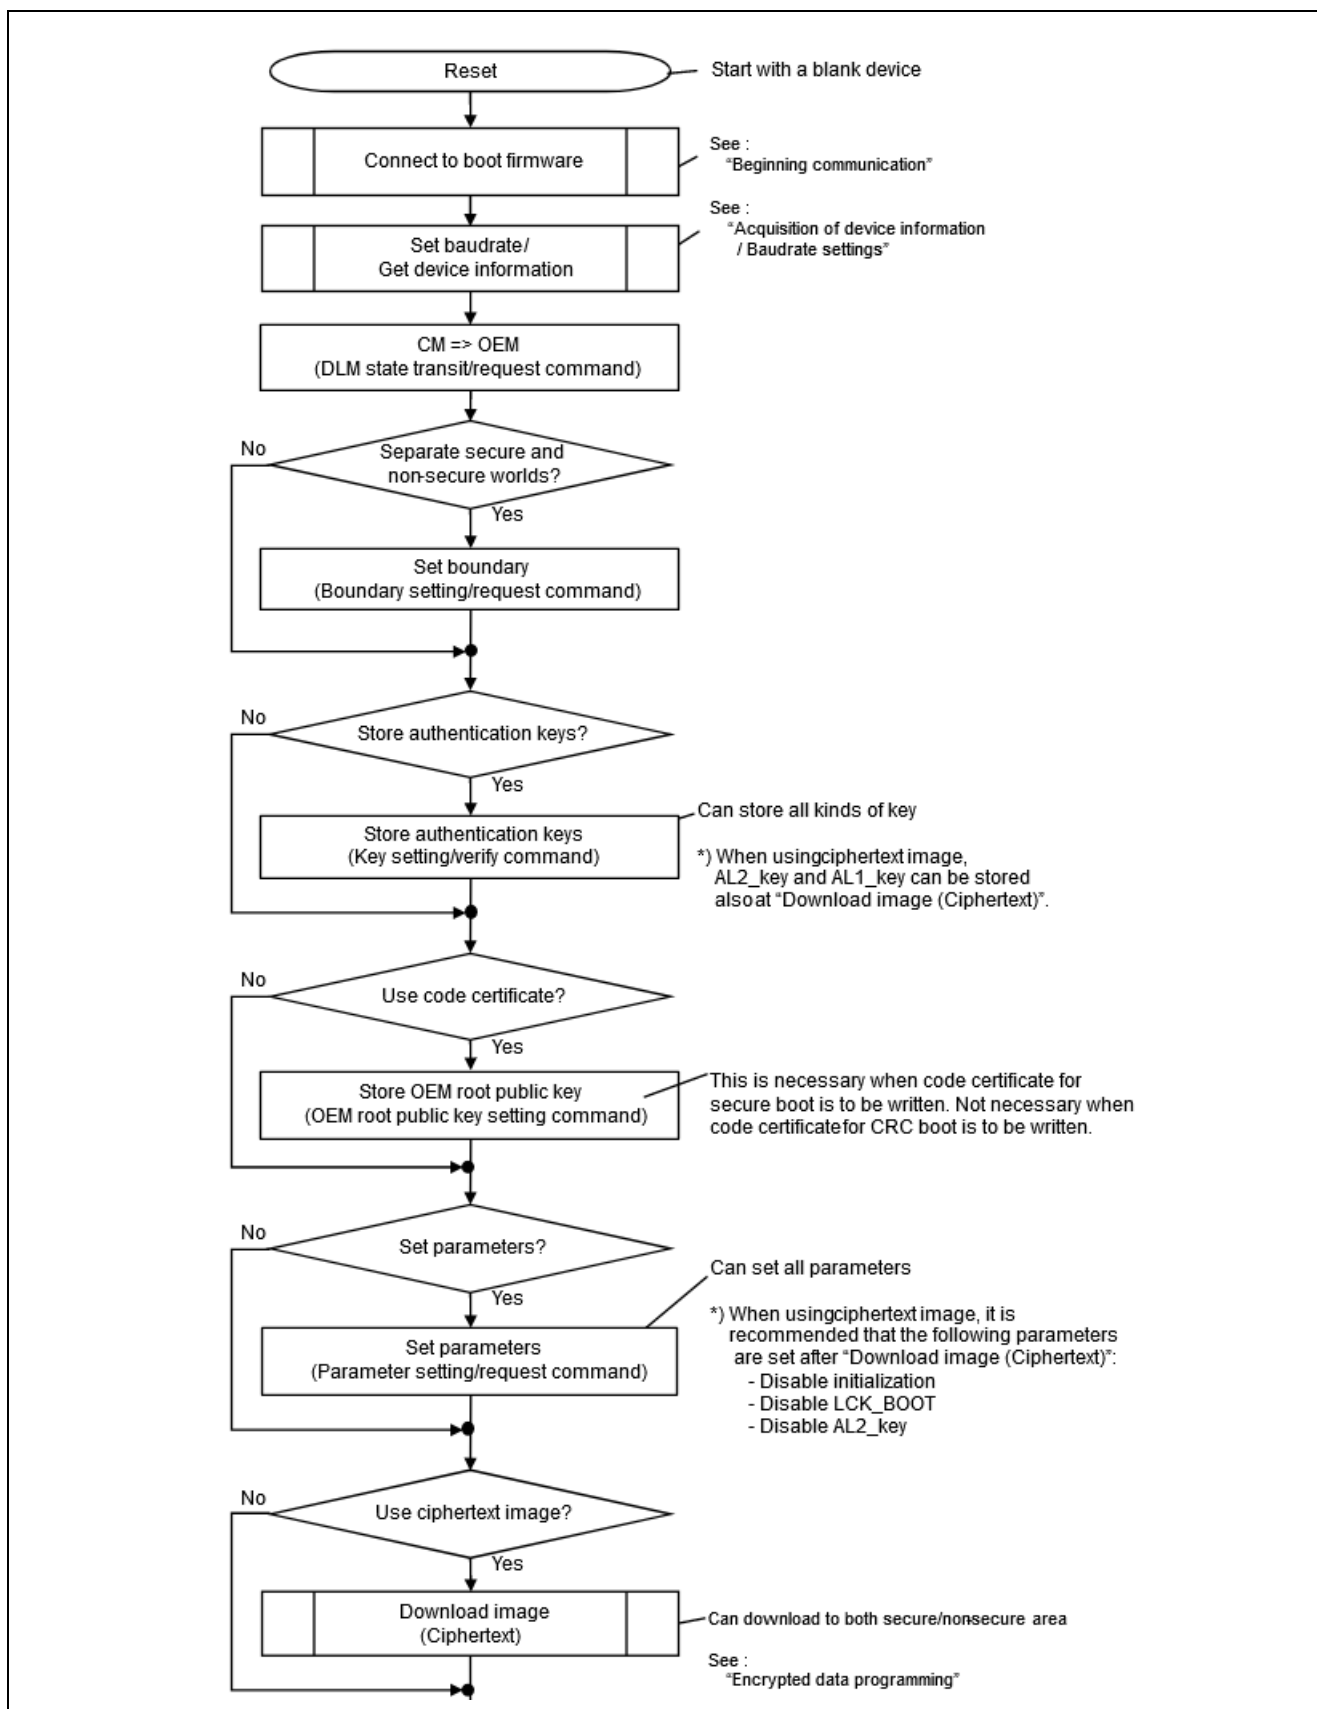 Reset
Start with a blank device
Connect to boot firmware
See :
“Beginning communication”
Set baudrate/
Get device information
See :
“Acquisition of device information
/ Baudrate settings”
CM => OEM
(DLM state transit/request command)
Separate secure and
non-secure worlds?
No
Yes
Set boundary
(Boundary setting/request command)
Store authentication keys?
No
Yes
Store authentication keys
(Key setting/verify command)
Can store all kinds of key
*) When usingciphertext image,
AL2_key and AL1_key can be stored
alsoat “Download image (Ciphertext)”.
Use code certificate?
No
Yes
Store OEM root public key
(OEM root public key setting command)
This is necessary when code certificate for
secure boot is to be written. Not necessary when
code certificatefor CRC boot is to be written.
Set parameters?
No
Yes
Set parameters
(Parameter setting/request command)
Can set all parameters
*) When usingciphertext image, it is
recommended that the following parameters
are set after “Download image (Ciphertext)”:
- Disable initialization
- Disable LCK_BOOT
- Disable AL2_key
Use ciphertext image?
No
Yes
Download image
(Ciphertext)
Can download to both secure/nonsecure area
See :
“Encrypted data programming”